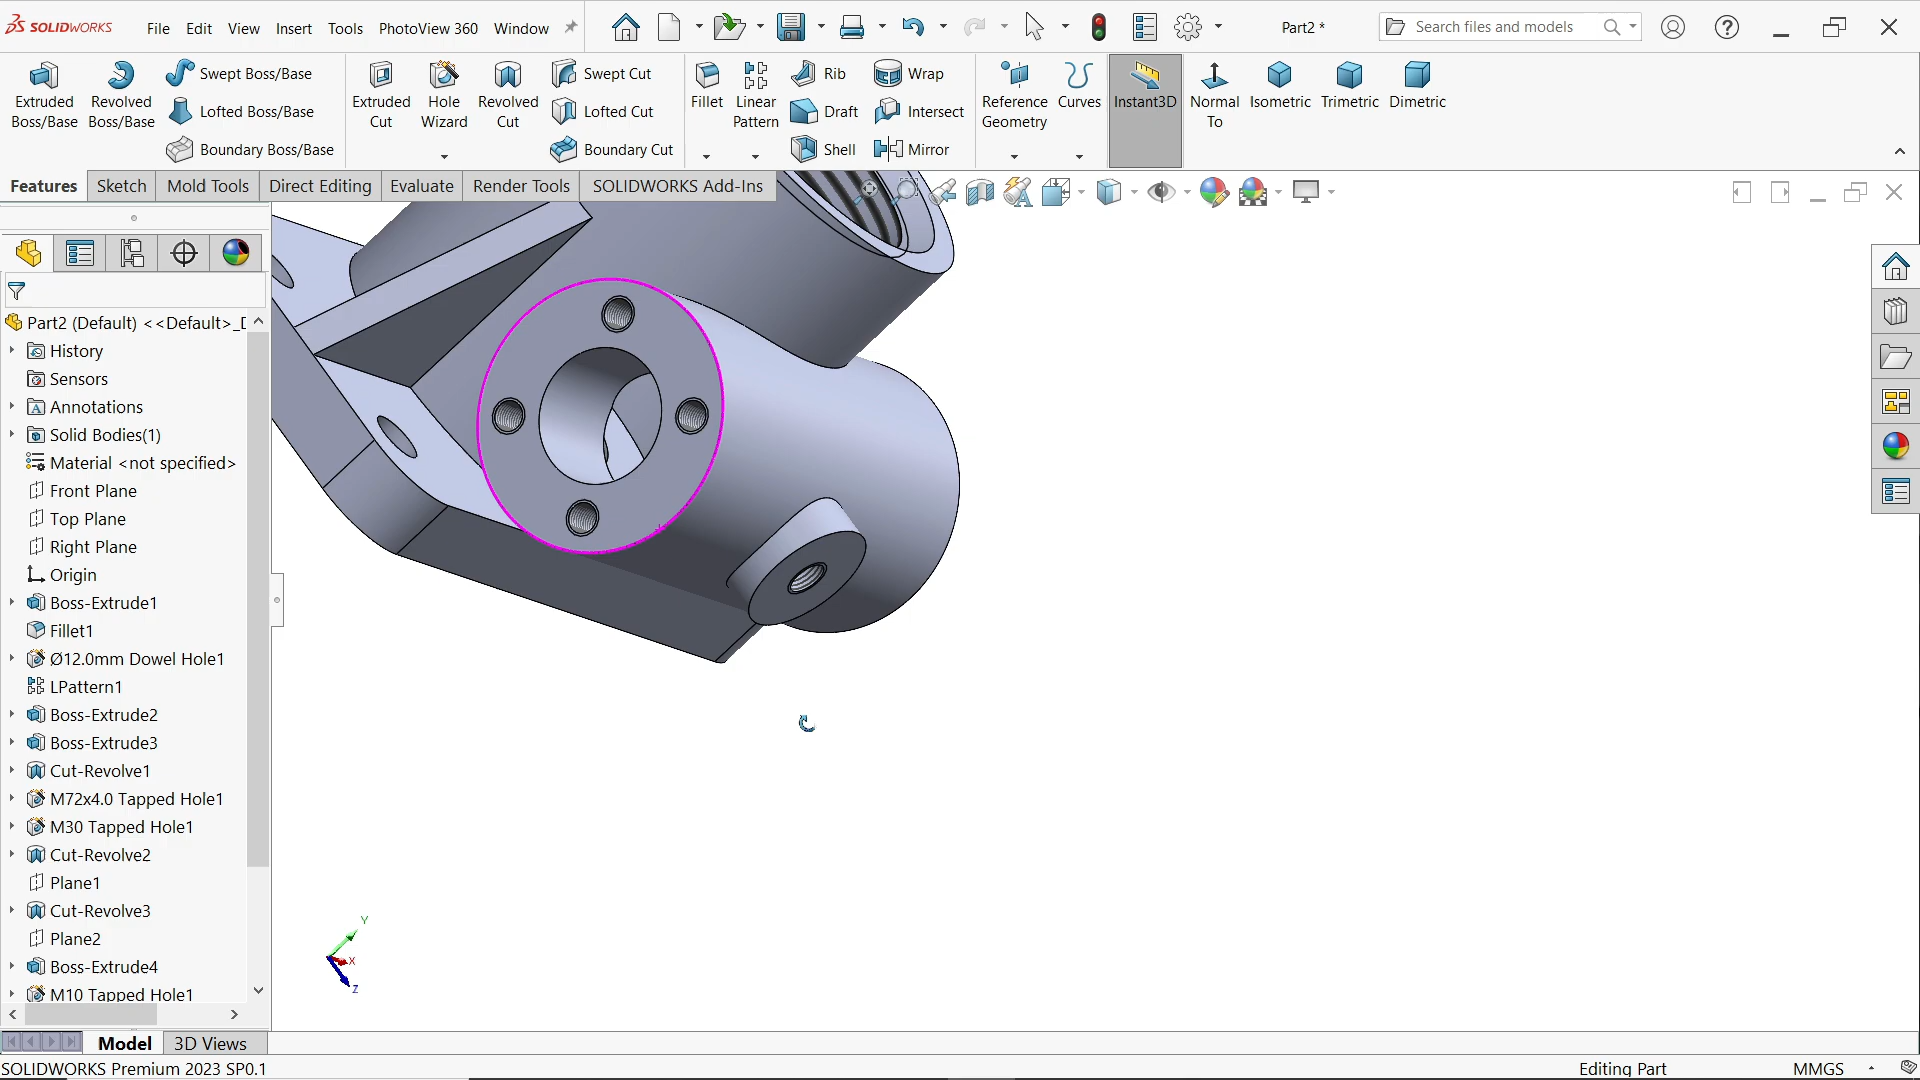 SOLIDWORKS File Edit View Insert Tools PhotoView 360 Window Part2 * Search files and models
Extruded Boss/Base
Revolved Boss/Base
Swept Boss/Base
Lofted Boss/Base
Boundary Boss/Base
Extruded Cut
Hole Wizard
Revolved Cut
Swept Cut
Lofted Cut
Boundary Cut
Fillet
Linear Pattern
Rib
Draft
Shell
Wrap
Intersect
Mirror
Reference Geometry
Curves
Instant3D
Normal To
Isometric
Trimetric
Dimetric
Features Sketch Mold Tools Direct Editing Evaluate Render Tools SOLIDWORKS Add-Ins
Part2 (Default) <<Default>_D
History
Sensors
Annotations
Solid Bodies(1)
Material <not specified>
Front Plane
Top Plane
Right Plane
Origin
Boss-Extrude1
Fillet1
Ø12.0mm Dowel Hole1
LPattern1
Boss-Extrude2
Boss-Extrude3
Cut-Revolve1
M72x4.0 Tapped Hole1
M30 Tapped Hole1
Cut-Revolve2
Plane1
Cut-Revolve3
Plane2
Boss-Extrude4
M10 Tapped Hole1
Y
X
Z
Model 3D Views
SOLIDWORKS Premium 2023 SP0.1 Editing Part MMGS